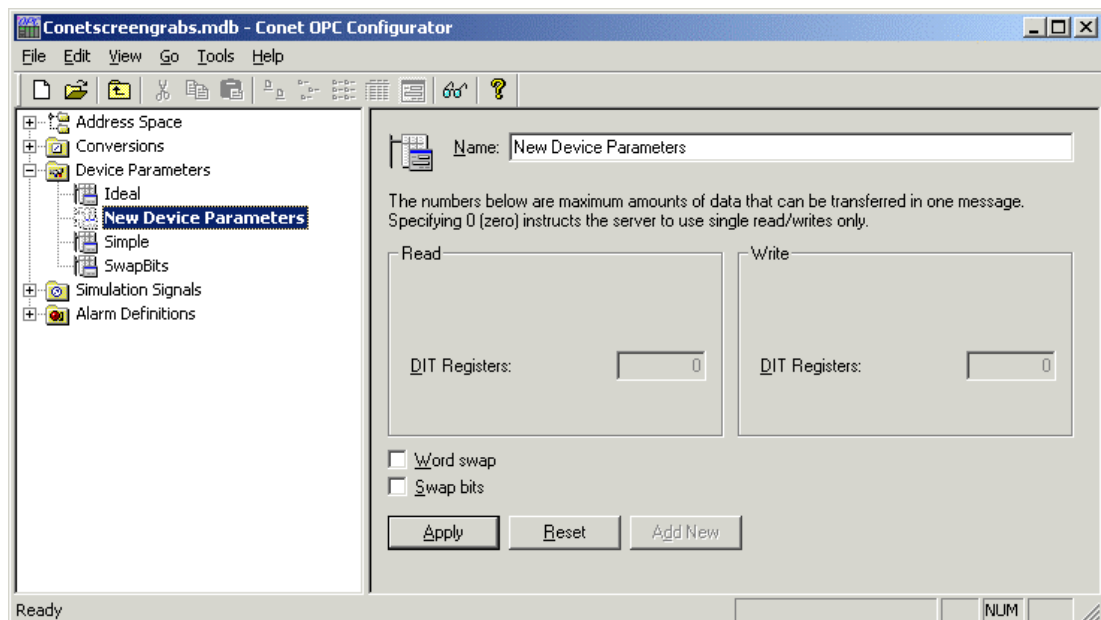 OPC
Conetscreengrabs.mdb - Conet OPC Configurator
File Edit View Go Tools Help
Address Space
Conversions
Device Parameters
Ideal
New Device Parameters
Simple
SwapBits
Simulation Signals
Alarm Definitions
Name: New Device Parameters
The numbers below are maximum amounts of data that can be transferred in one message.
Specifying 0 (zero) instructs the server to use single read/writes only.
Read Write
DIT Registers: 0 DIT Registers: 0
Word swap
Swap bits
Apply Reset Add New
Ready NUM